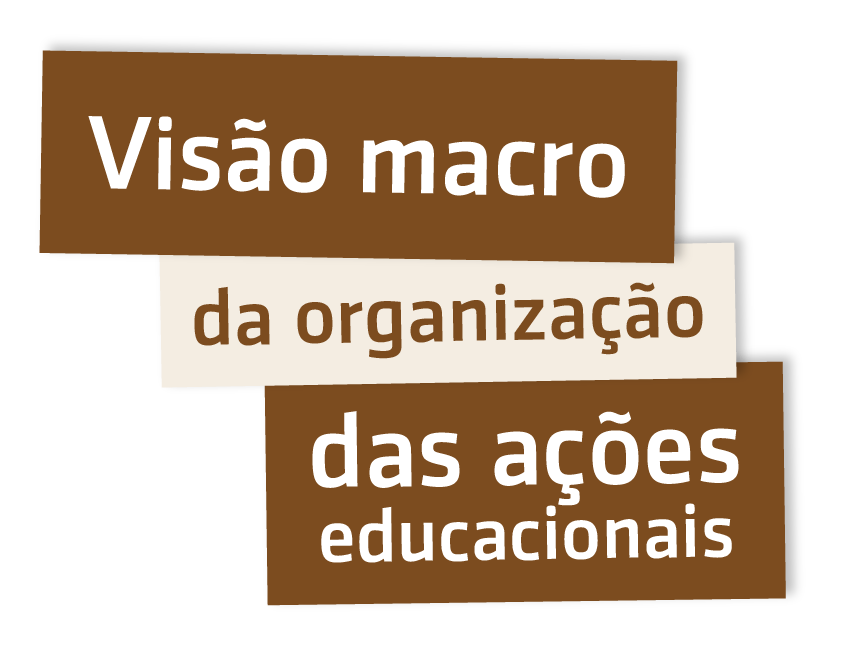 Visão macro
da organização
das ações
educacionais